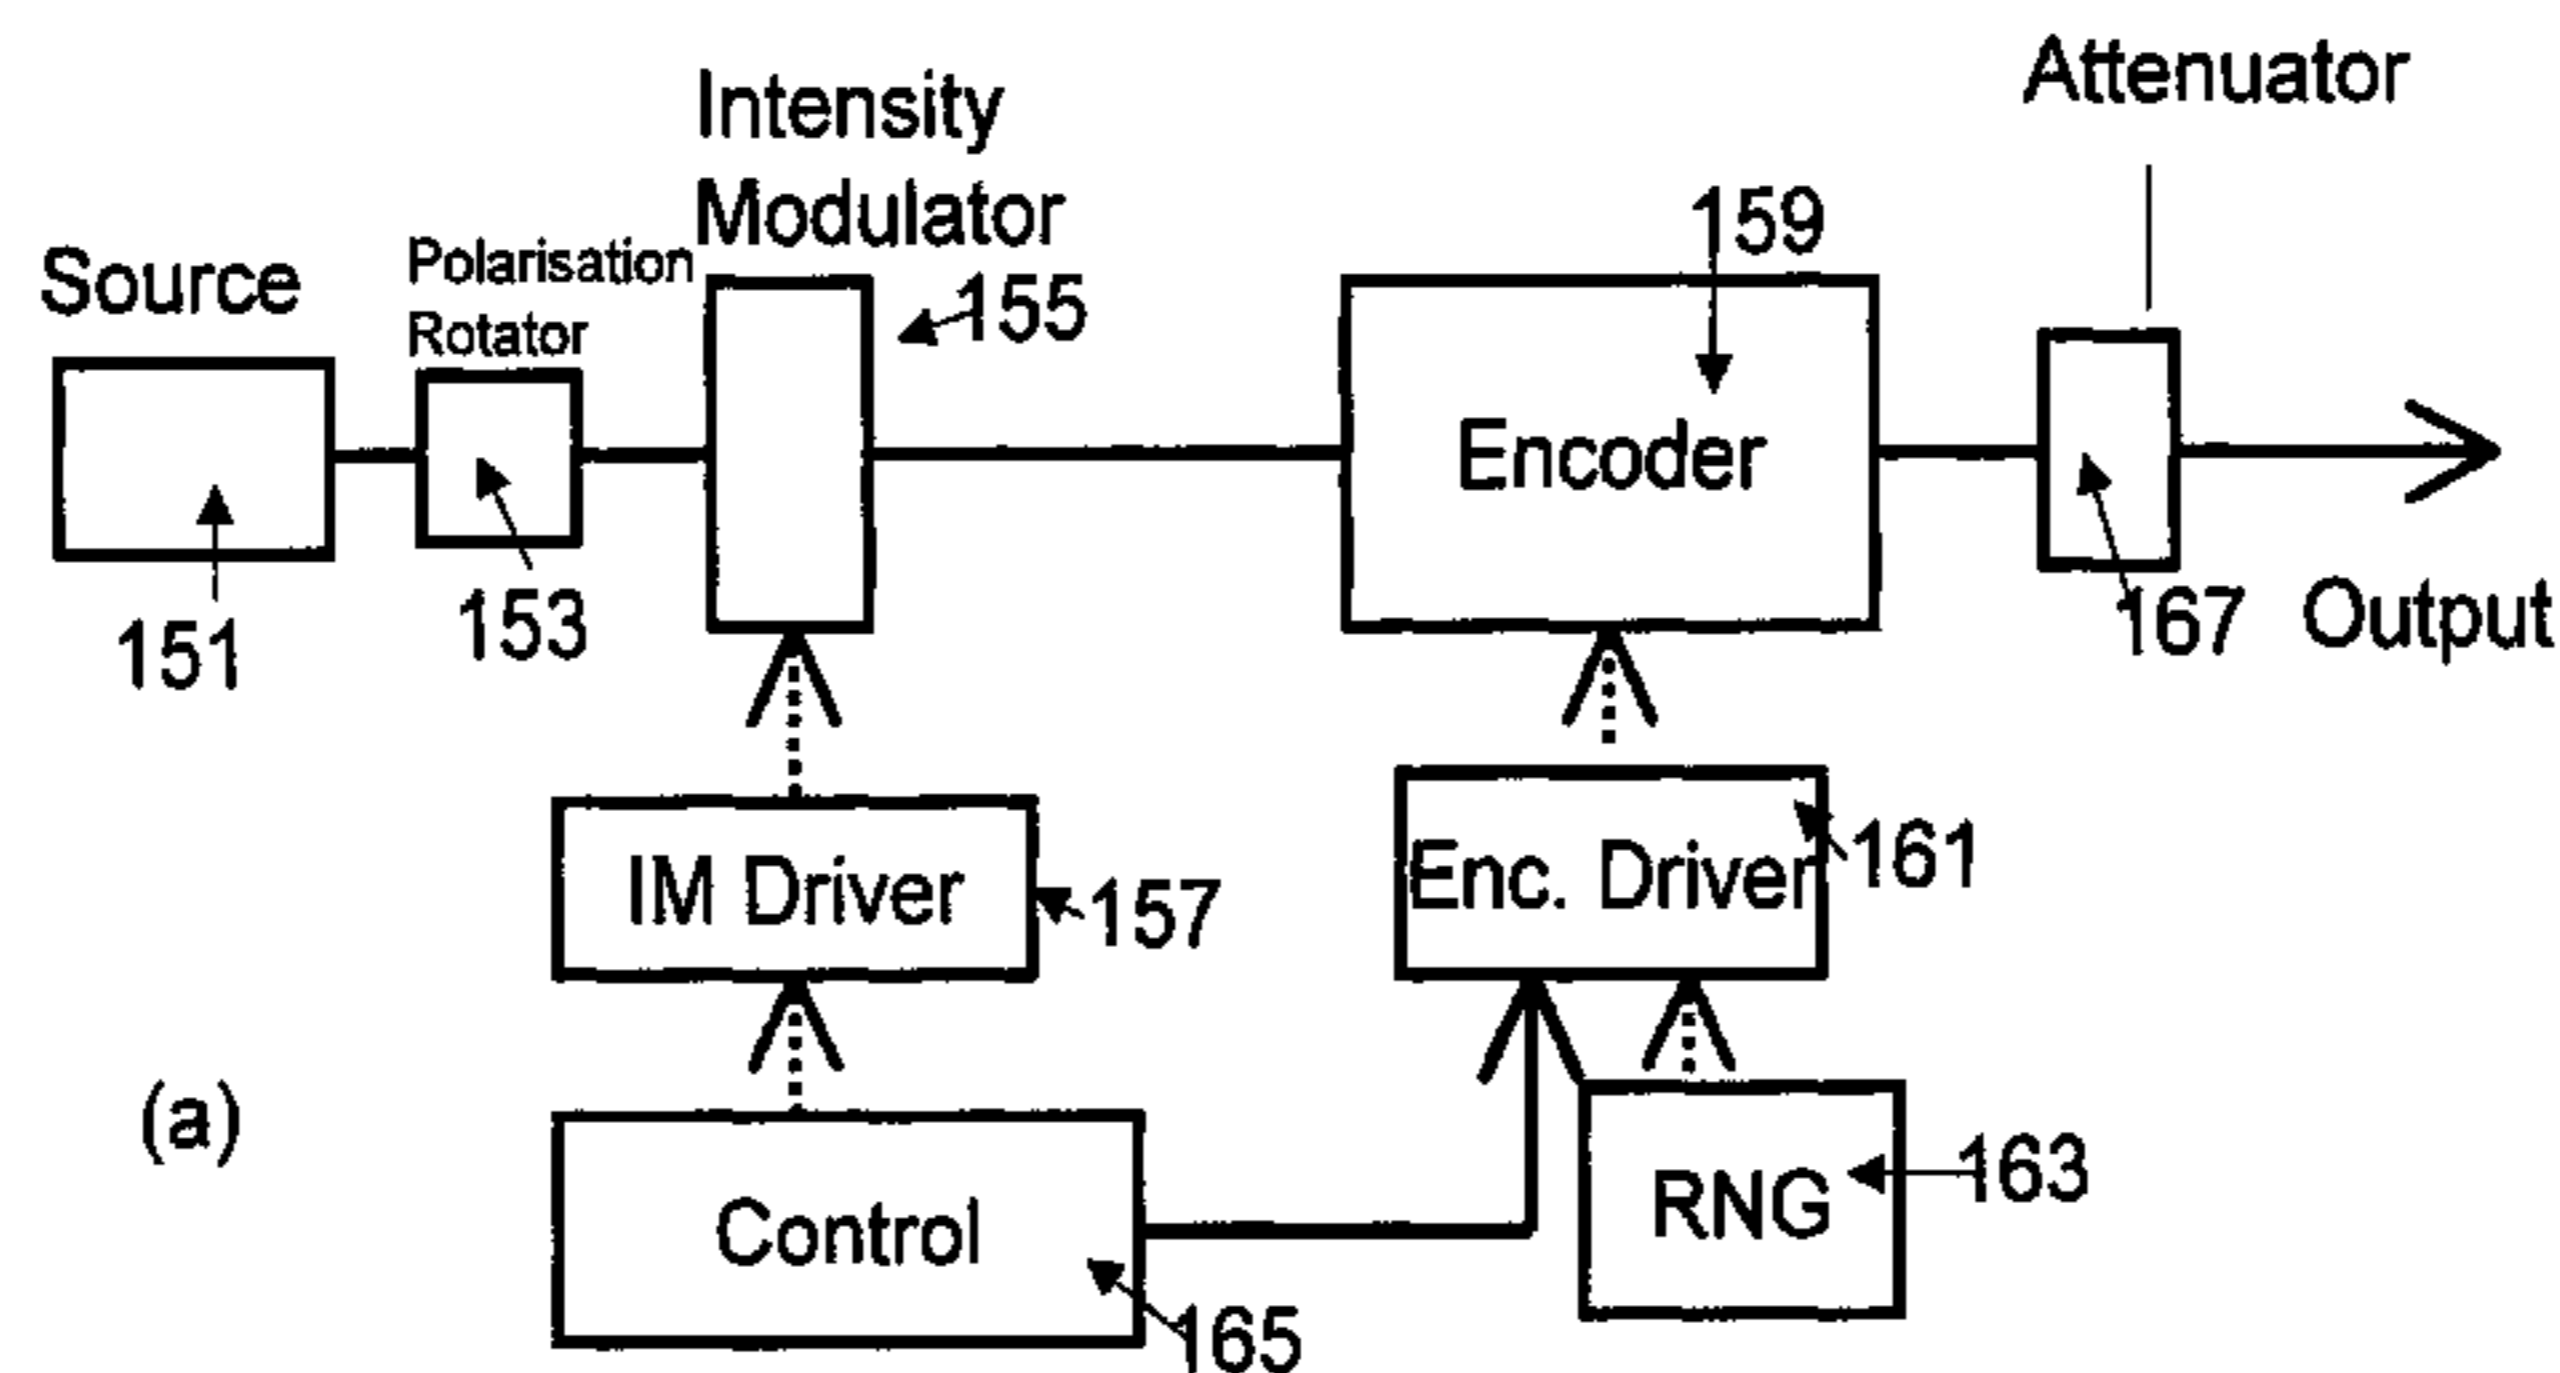 Attenuator
Intensity
Modulator
159
Source
Polarisation
Rotator
155
Encoder
151
153
167
Output
IM Driver
157
Enc. Driver
161
(a)
Control
165
RNG
163